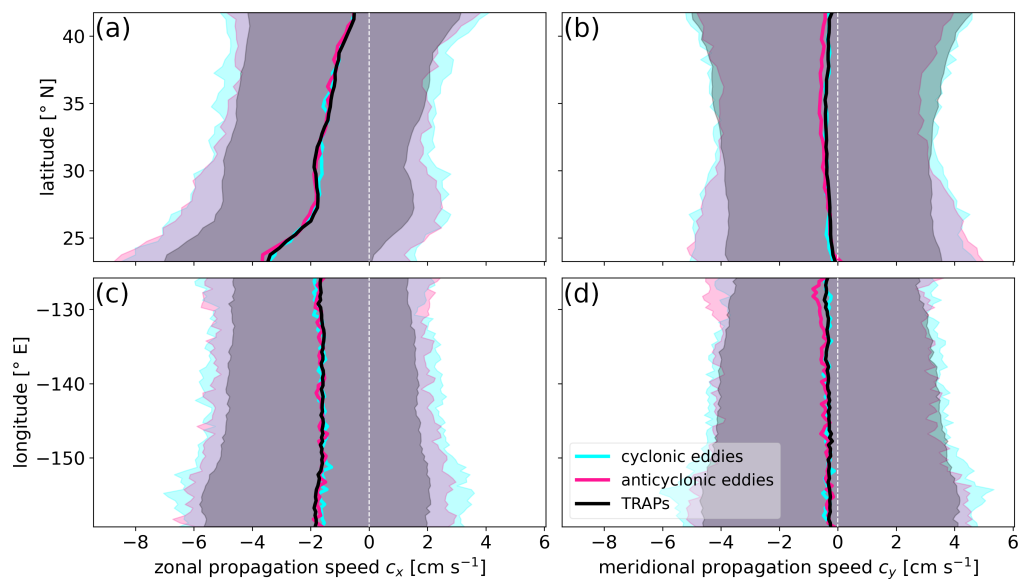 (a)
(b)
40
35
30
25
latitude [° N]
(c)
(d)
−130
−140
−150
longitude [° E]
cyclonic eddies
anticyclonic eddies
TRAPs
−8 −6 −4 −2 0 2 4 6
−8 −6 −4 −2 0 2 4 6
zonal propagation speed cₓ [cm s⁻¹]
meridional propagation speed c_y [cm s⁻¹]